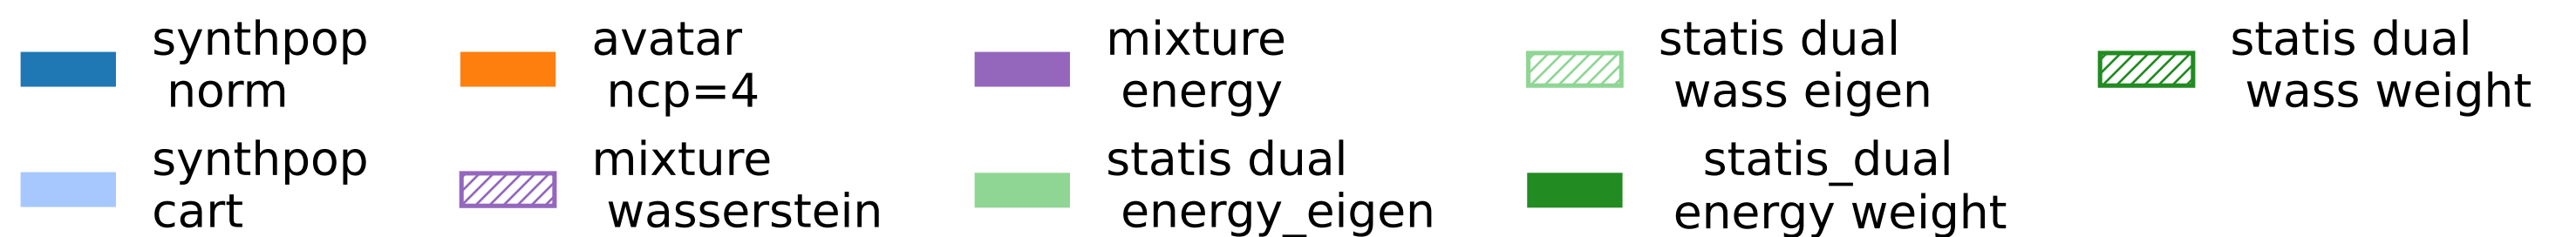 synthpop
norm
synthpop
cart
avatar
ncp=4
mixture
wasserstein
mixture
energy
statis dual
energy_eigen
statis dual
wass eigen
statis_dual
energy weight
statis dual
wass weight